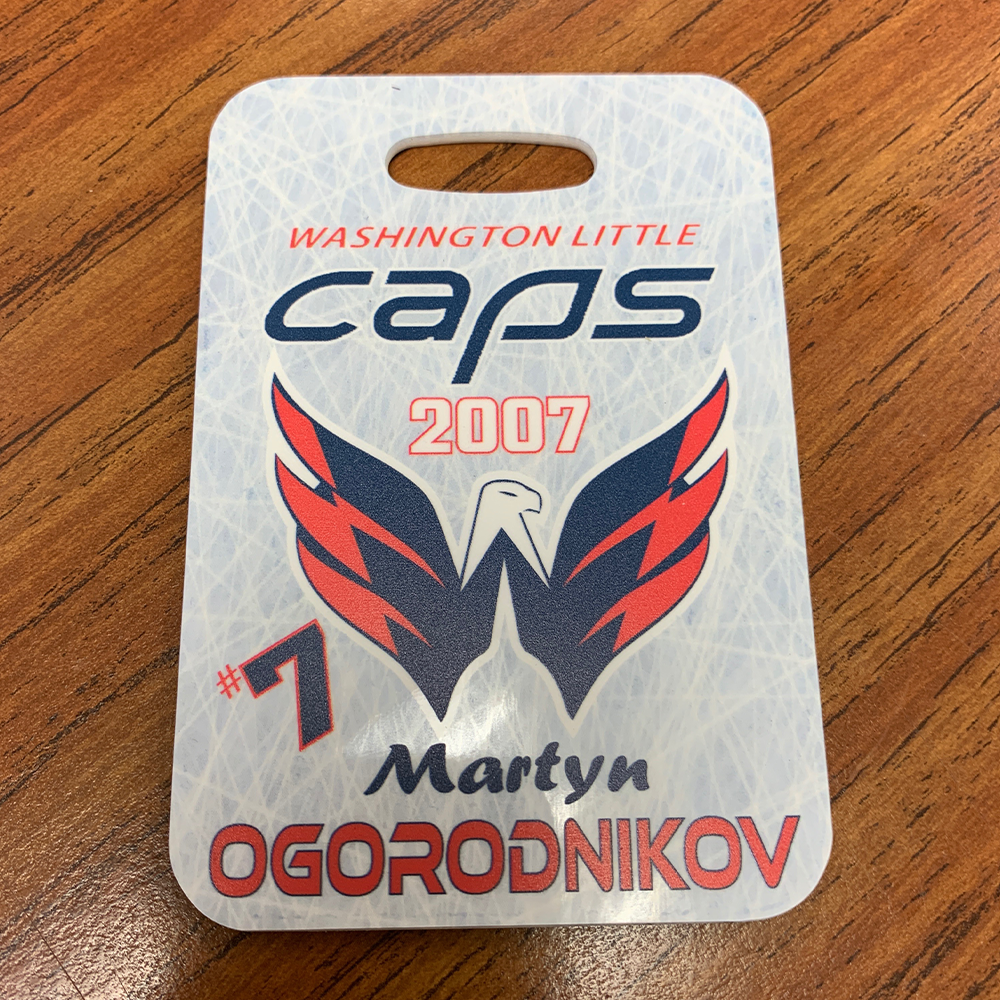 WASHINGTON LITTLE
caps
2007
#7
Martyn
OGORODNIKOV